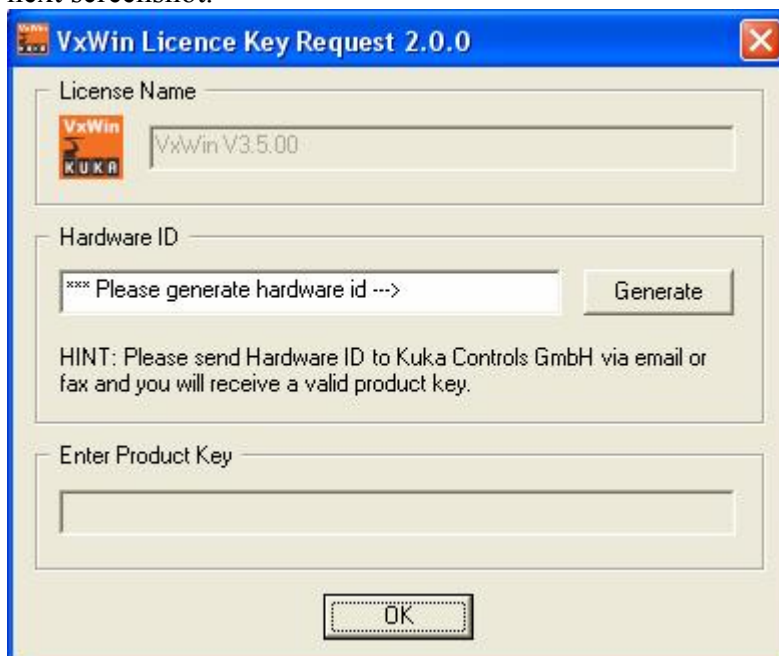 next screenshot.
VxWin Licence Key Request 2.0.0
License Name
VxWin
KUKA
VxWin V3.5.00
Hardware ID
*** Please generate hardware id --->
Generate
HINT: Please send Hardware ID to Kuka Controls GmbH via email or
fax and you will receive a valid product key.
Enter Product Key
OK